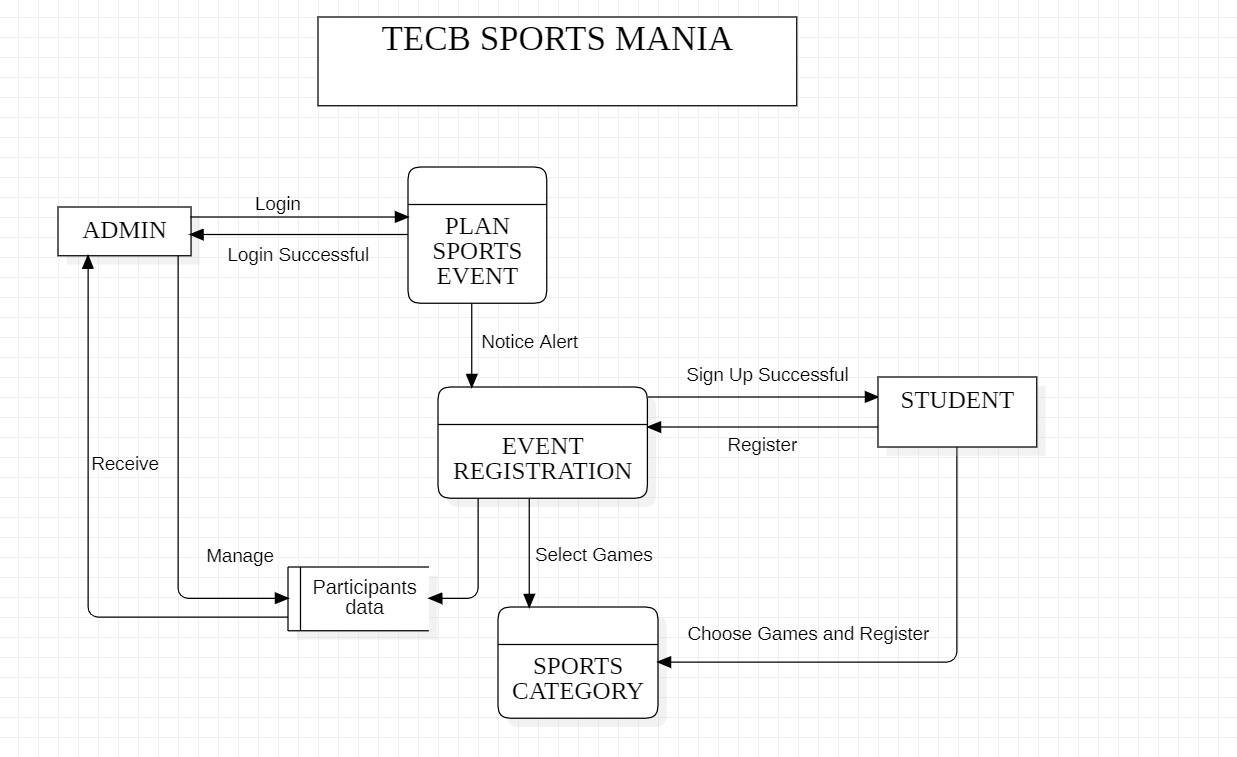 TECB SPORTS MANIA
Login
ADMIN
PLAN
SPORTS
EVENT
Login Successful
Notice Alert
Sign Up Successful
STUDENT
EVENT
REGISTRATION
Register
Receive
Manage
Select Games
Participants
data
Choose Games and Register
SPORTS
CATEGORY